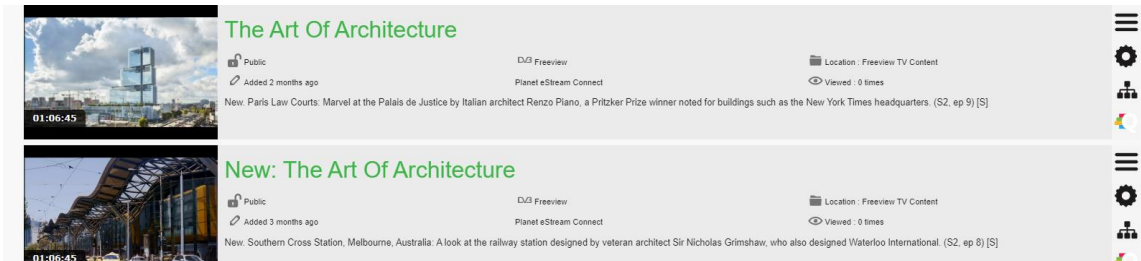 The Art Of Architecture
Public
DVB Freeview
Location : Freeview TV Content
Added 2 months ago
Planet eStream Connect
Viewed : 0 times
New. Paris Law Courts: Marvel at the Palais de Justice by Italian architect Renzo Piano, a Pritzker Prize winner noted for buildings such as the New York Times headquarters. (S2, ep 9) [S]
01:06:45
New: The Art Of Architecture
Public
DVB Freeview
Location : Freeview TV Content
Added 3 months ago
Planet eStream Connect
Viewed : 0 times
New. Southern Cross Station, Melbourne, Australia: A look at the railway station designed by veteran architect Sir Nicholas Grimshaw, who also designed Waterloo International. (S2, ep 8) [S]
01:06:45